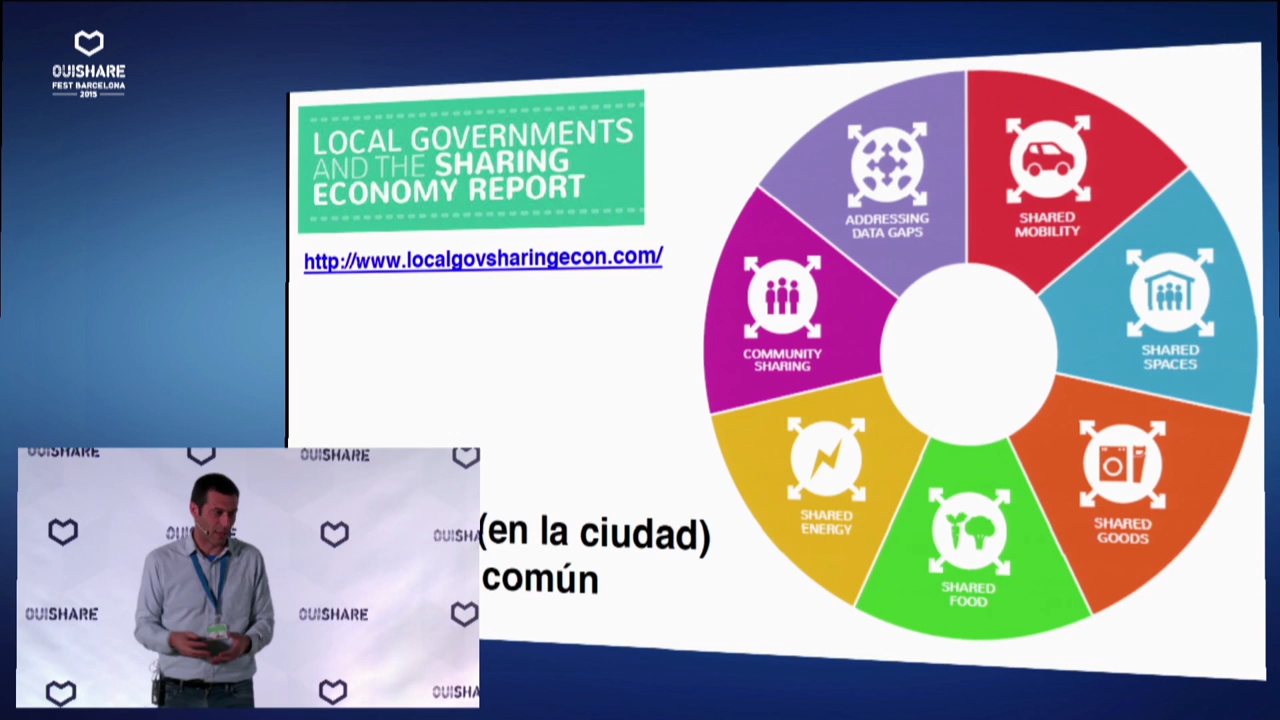 OUISHARE
FEST BARCELONA
2015
LOCAL GOVERNMENTS
AND THE SHARING
ECONOMY REPORT
http://www.localgovsharingecon.com/
(en la ciudad)
común
ADDRESSING
DATA GAPS
SHARED
MOBILITY
SHARED
SPACES
SHARED
GOODS
SHARED
FOOD
SHARED
ENERGY
COMMUNITY
SHARING
OUISHARE
OUISHARE
OUISHA
OUISHARE
OUISHARE
OUISHA